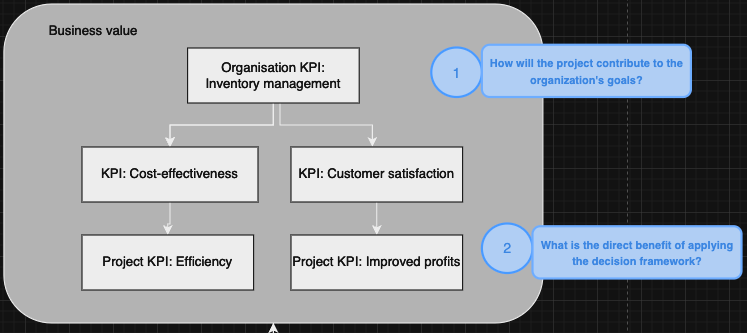 Business value
Organisation KPI:
Inventory management
1
How will the project contribute to the
organization's goals?
KPI: Cost-effectiveness
KPI: Customer satisfaction
Project KPI: Efficiency
Project KPI: Improved profits
2
What is the direct benefit of applying
the decision framework?